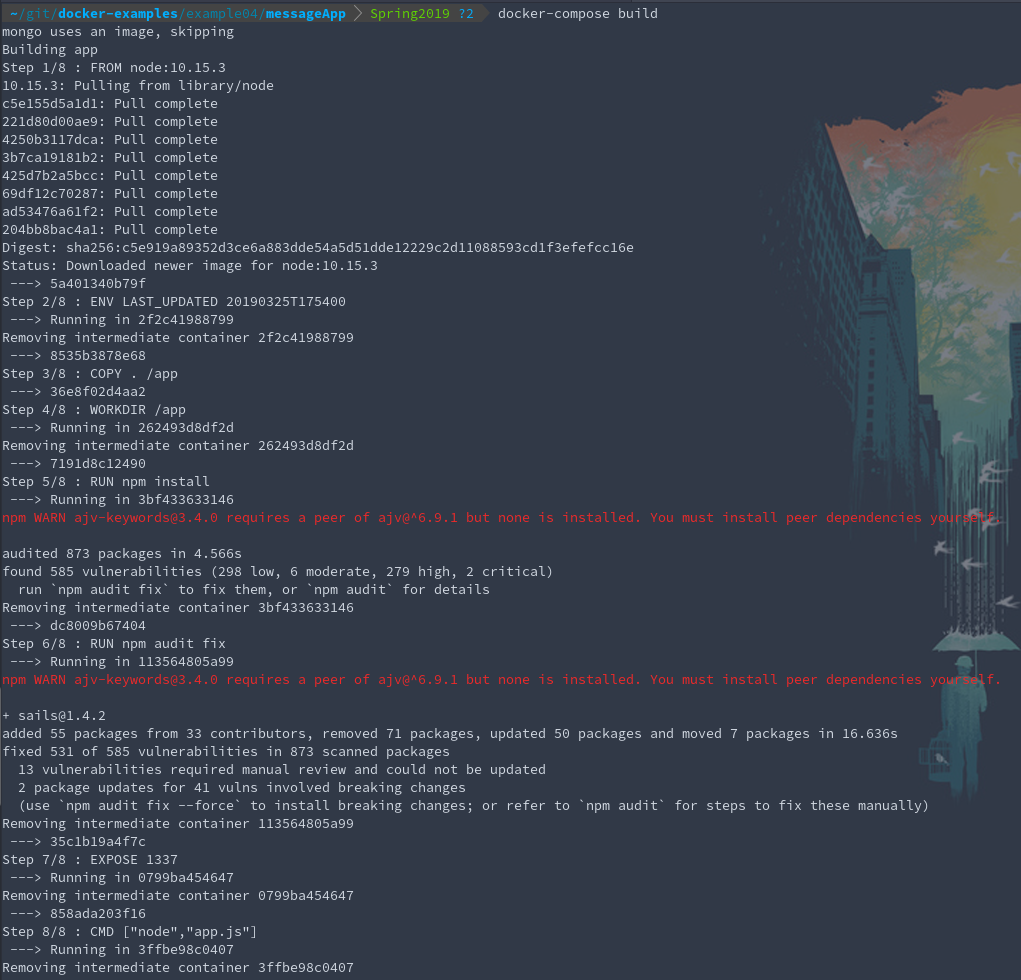 ~/git/docker-examples/example04/messageApp Spring2019 ?2 docker-compose build
mongo uses an image, skipping
Building app
Step 1/8 : FROM node:10.15.3
10.15.3: Pulling from library/node
c5e155d5a1d1: Pull complete
221d80d00ae9: Pull complete
4250b3117dca: Pull complete
3b7ca19181b2: Pull complete
425d7b2a5bcc: Pull complete
69df12c70287: Pull complete
ad53476a61f2: Pull complete
204bb8bac4a1: Pull complete
Digest: sha256:c5e919a89352d3ce6a883dde54a5d51dde12229c2d11088593cd1f3efefcc16e
Status: Downloaded newer image for node:10.15.3
 ---> 5a401340b79f
Step 2/8 : ENV LAST_UPDATED 20190325T175400
 ---> Running in 2f2c41988799
Removing intermediate container 2f2c41988799
 ---> 8535b3878e68
Step 3/8 : COPY . /app
 ---> 36e8f02d4aa2
Step 4/8 : WORKDIR /app
 ---> Running in 262493d8df2d
Removing intermediate container 262493d8df2d
 ---> 7191d8c12490
Step 5/8 : RUN npm install
 ---> Running in 3bf433633146
npm WARN ajv-keywords@3.4.0 requires a peer of ajv@^6.9.1 but none is installed. You must install peer dependencies yourself.
audited 873 packages in 4.566s
found 585 vulnerabilities (298 low, 6 moderate, 279 high, 2 critical)
  run `npm audit fix` to fix them, or `npm audit` for details
Removing intermediate container 3bf433633146
 ---> dc8009b67404
Step 6/8 : RUN npm audit fix
 ---> Running in 113564805a99
npm WARN ajv-keywords@3.4.0 requires a peer of ajv@^6.9.1 but none is installed. You must install peer dependencies yourself.
+ sails@1.4.2
added 55 packages from 33 contributors, removed 71 packages, updated 50 packages and moved 7 packages in 16.636s
fixed 531 of 585 vulnerabilities in 873 scanned packages
  13 vulnerabilities required manual review and could not be updated
  2 package updates for 41 vulns involved breaking changes
  (use `npm audit fix --force` to install breaking changes; or refer to `npm audit` for steps to fix these manually)
Removing intermediate container 113564805a99
 ---> 35c1b19a4f7c
Step 7/8 : EXPOSE 1337
 ---> Running in 0799ba454647
Removing intermediate container 0799ba454647
 ---> 858ada203f16
Step 8/8 : CMD ["node","app.js"]
 ---> Running in 3ffbe98c0407
Removing intermediate container 3ffbe98c0407